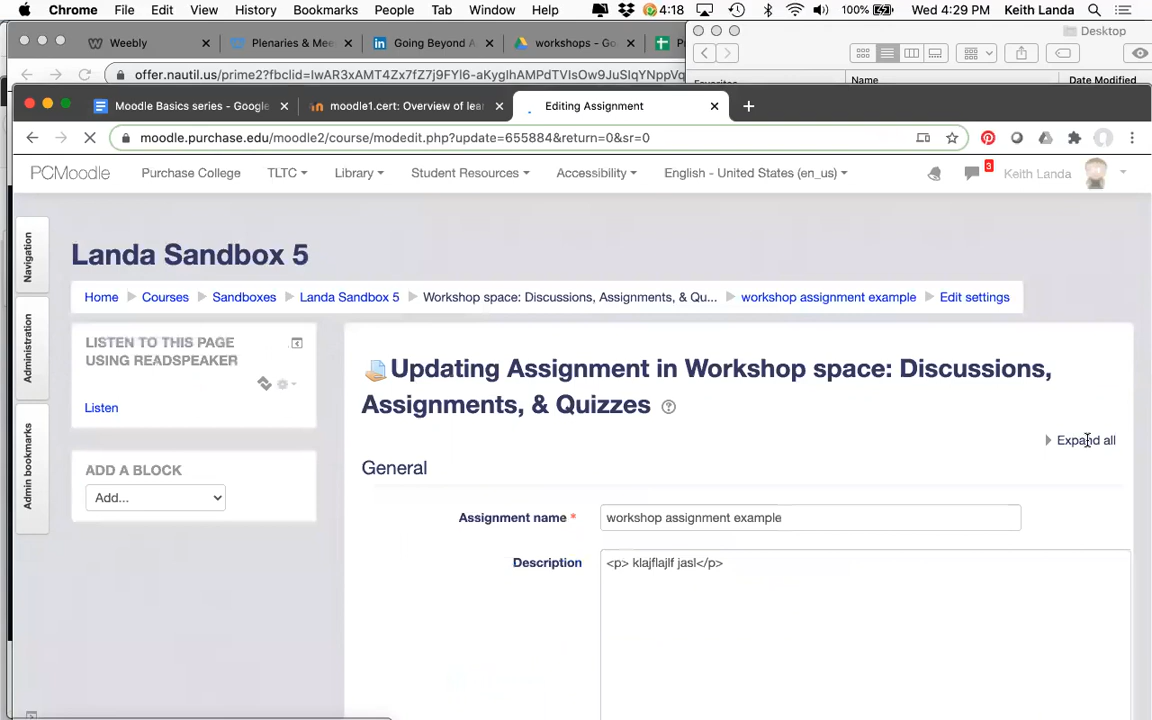 Chrome File Edit View History Bookmarks People Tab Window Help 4:18 100% Wed 4:29 PM Keith Landa
Weebly × Plenaries & Mee × Going Beyond A × workshops - Go × Desktop
offer.nautil.us/prime2?fbclid=IwAR3xAMT4Zx7fZ7j9FYI6-aKyglhAMPdTVIsOw9JuSIqYNppVq
Name Date Modified
Moodle Basics series - Google × moodle1.cert: Overview of lea × Editing Assignment × +
moodle.purchase.edu/moodle2/course/modedit.php?update=655884&return=0&sr=0
PCMoodle Purchase College TLTC Library Student Resources Accessibility English - United States (en_us) 3 Keith Landa
Navigation
Administration
Admin bookmarks
Landa Sandbox 5
Home Courses Sandboxes Landa Sandbox 5 Workshop space: Discussions, Assignments, & Qu... workshop assignment example Edit settings
LISTEN TO THIS PAGE
USING READSPEAKER
Listen
ADD A BLOCK
Add...
Updating Assignment in Workshop space: Discussions,
Assignments, & Quizzes
Expand all
General
Assignment name * workshop assignment example
Description <p> klajflajlf jasl</p>